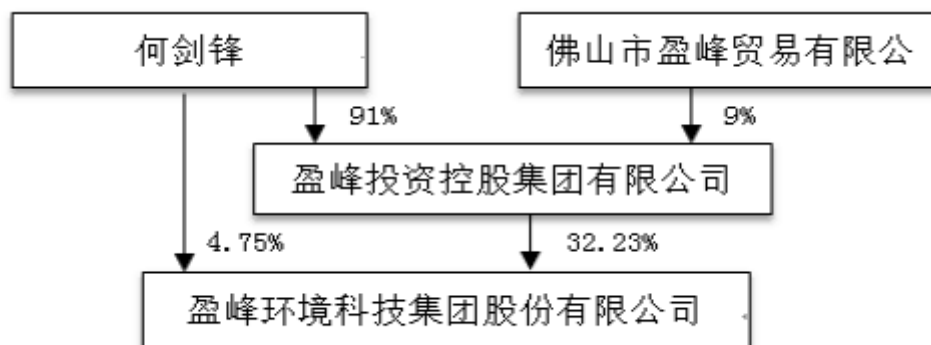 何剑锋
佛山市盈峰贸易有限公
91%
9%
盈峰投资控股集团有限公司
4.75%
32.23%
盈峰环境科技集团股份有限公司